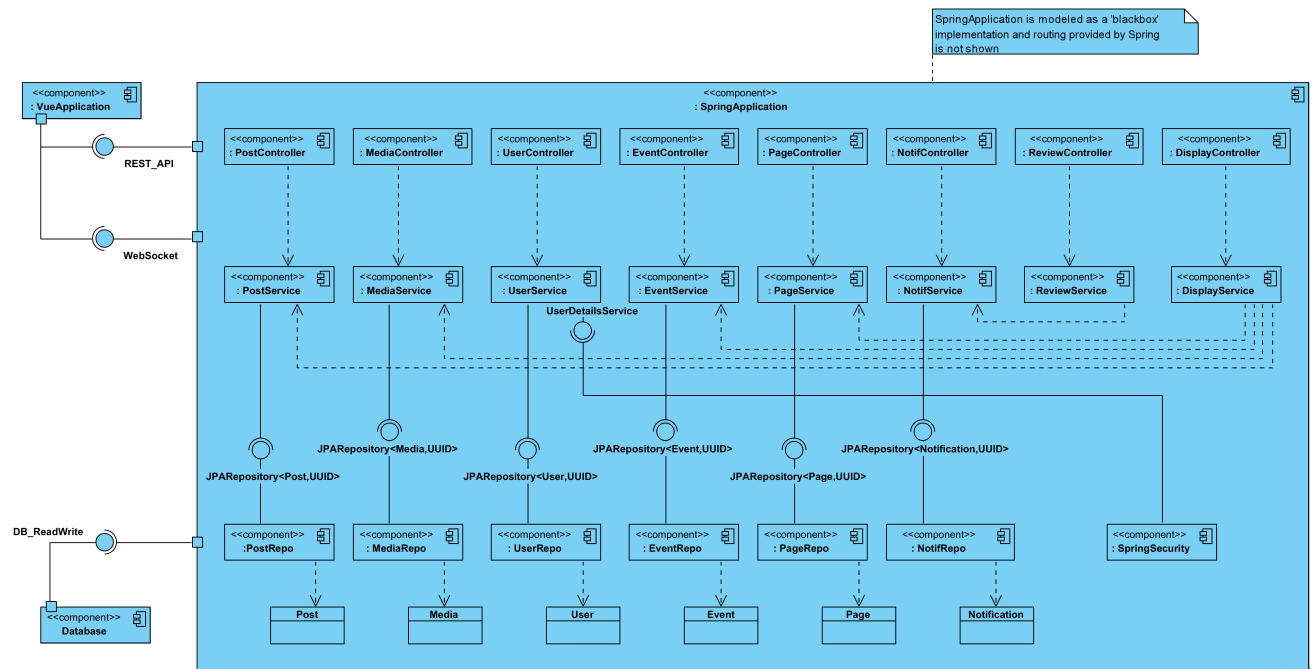 SpringApplication is modeled as a 'blackbox'
implementation and routing provided by Spring
is not shown
<<component>>
: VueApplication
<<component>>
: SpringApplication
REST_API
WebSocket
<<component>>
: PostController
<<component>>
: MediaController
<<component>>
: UserController
<<component>>
: EventController
<<component>>
: PageController
<<component>>
: NotifController
<<component>>
: ReviewController
<<component>>
: DisplayController
<<component>>
: PostService
<<component>>
: MediaService
<<component>>
: UserService
<<component>>
: EventService
<<component>>
: PageService
<<component>>
: NotifService
<<component>>
: ReviewService
<<component>>
: DisplayService
UserDetailsService
JPARepository<Media,UUID>
JPARepository<Event,UUID>
JPARepository<Notification,UUID>
JPARepository<Post,UUID>
JPARepository<User,UUID>
JPARepository<Page,UUID>
DB_ReadWrite
<<component>>
:PostRepo
<<component>>
: MediaRepo
<<component>>
: UserRepo
<<component>>
: EventRepo
<<component>>
: PageRepo
<<component>>
: NotifRepo
<<component>>
: SpringSecurity
<<component>>
Database
Post
Media
User
Event
Page
Notification